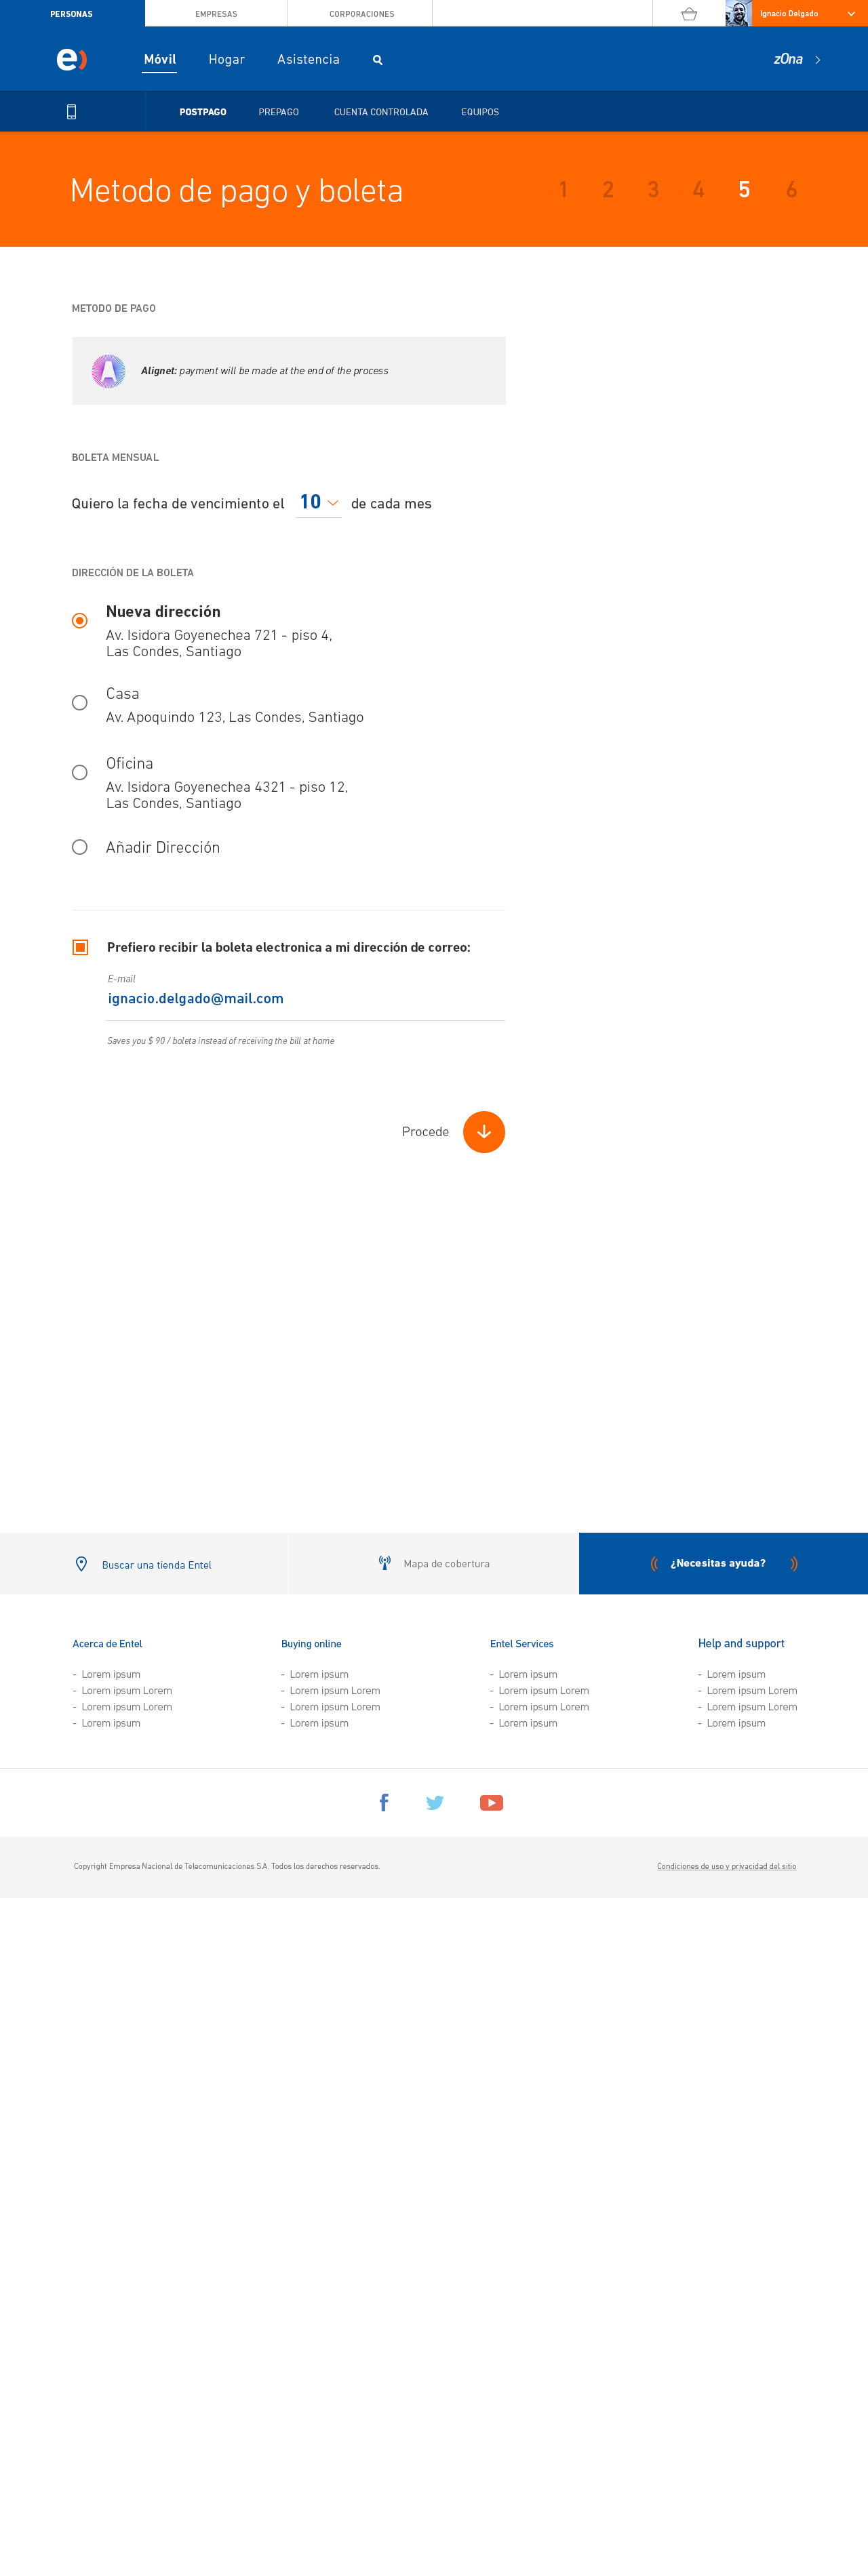 PERSONAS
EMPRESAS
CORPORACIONES
Ignacio Delgado
e)
Móvil
Hogar
Asistencia
zOna
POSTPAGO
PREPAGO
CUENTA CONTROLADA
EQUIPOS
Metodo de pago y boleta
1 2 3 4 5 6
METODO DE PAGO
A
Alignet: payment will be made at the end of the process
BOLETA MENSUAL
Quiero la fecha de vencimiento el 10 de cada mes
DIRECCIÓN DE LA BOLETA
Nueva dirección
Av. Isidora Goyenechea 721 - piso 4,
Las Condes, Santiago
Casa
Av. Apoquindo 123, Las Condes, Santiago
Oficina
Av. Isidora Goyenechea 4321 - piso 12,
Las Condes, Santiago
Añadir Dirección
Prefiero recibir la boleta electronica a mi dirección de correo:
E-mail
ignacio.delgado@mail.com
Saves you $ 90 / boleta instead of receiving the bill at home
Procede
Buscar una tienda Entel
Mapa de cobertura
¿Necesitas ayuda?
Acerca de Entel
- Lorem ipsum
- Lorem ipsum Lorem
- Lorem ipsum Lorem
- Lorem ipsum
Buying online
- Lorem ipsum
- Lorem ipsum Lorem
- Lorem ipsum Lorem
- Lorem ipsum
Entel Services
- Lorem ipsum
- Lorem ipsum Lorem
- Lorem ipsum Lorem
- Lorem ipsum
Help and support
- Lorem ipsum
- Lorem ipsum Lorem
- Lorem ipsum Lorem
- Lorem ipsum
Copyright Empresa Nacional de Telecomunicaciones S.A. Todos los derechos reservados.
Condiciones de uso y privacidad del sitio